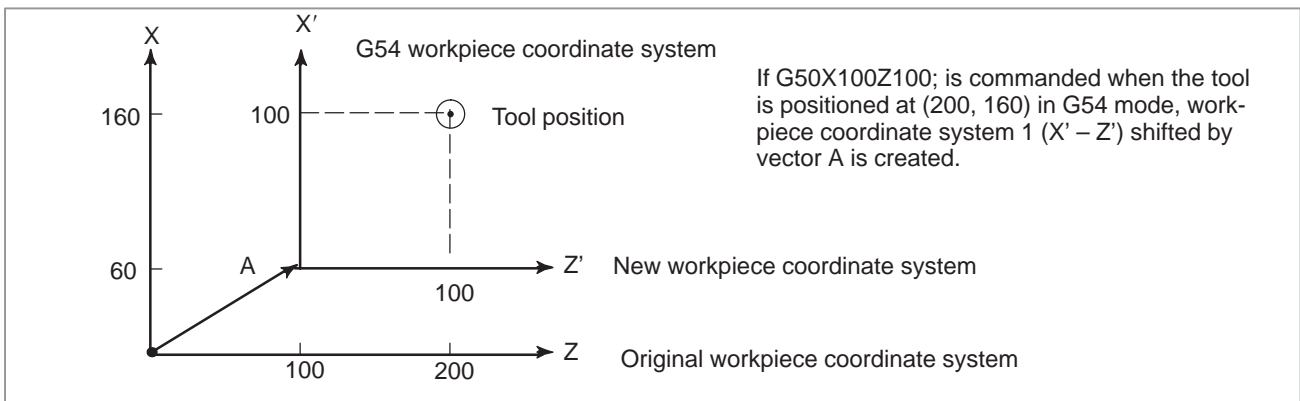 X
X′
G54 workpiece coordinate system
160
100
Tool position
If G50X100Z100; is commanded when the tool
is positioned at (200, 160) in G54 mode, work-
piece coordinate system 1 (X’ – Z’) shifted by
vector A is created.
60
A
Z'
New workpiece coordinate system
100
Z
Original workpiece coordinate system
100
200